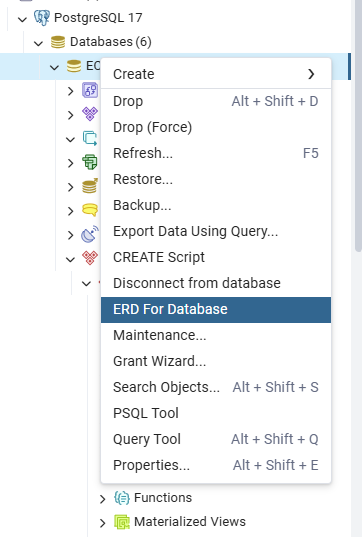 PostgreSQL 17
Databases (6)
Create
Drop Alt + Shift + D
Drop (Force)
Refresh... F5
Restore...
Backup...
Export Data Using Query...
CREATE Script
Disconnect from database
ERD For Database
Maintenance...
Grant Wizard...
Search Objects... Alt + Shift + S
PSQL Tool
Query Tool Alt + Shift + Q
Properties... Alt + Shift + E
Functions
Materialized Views